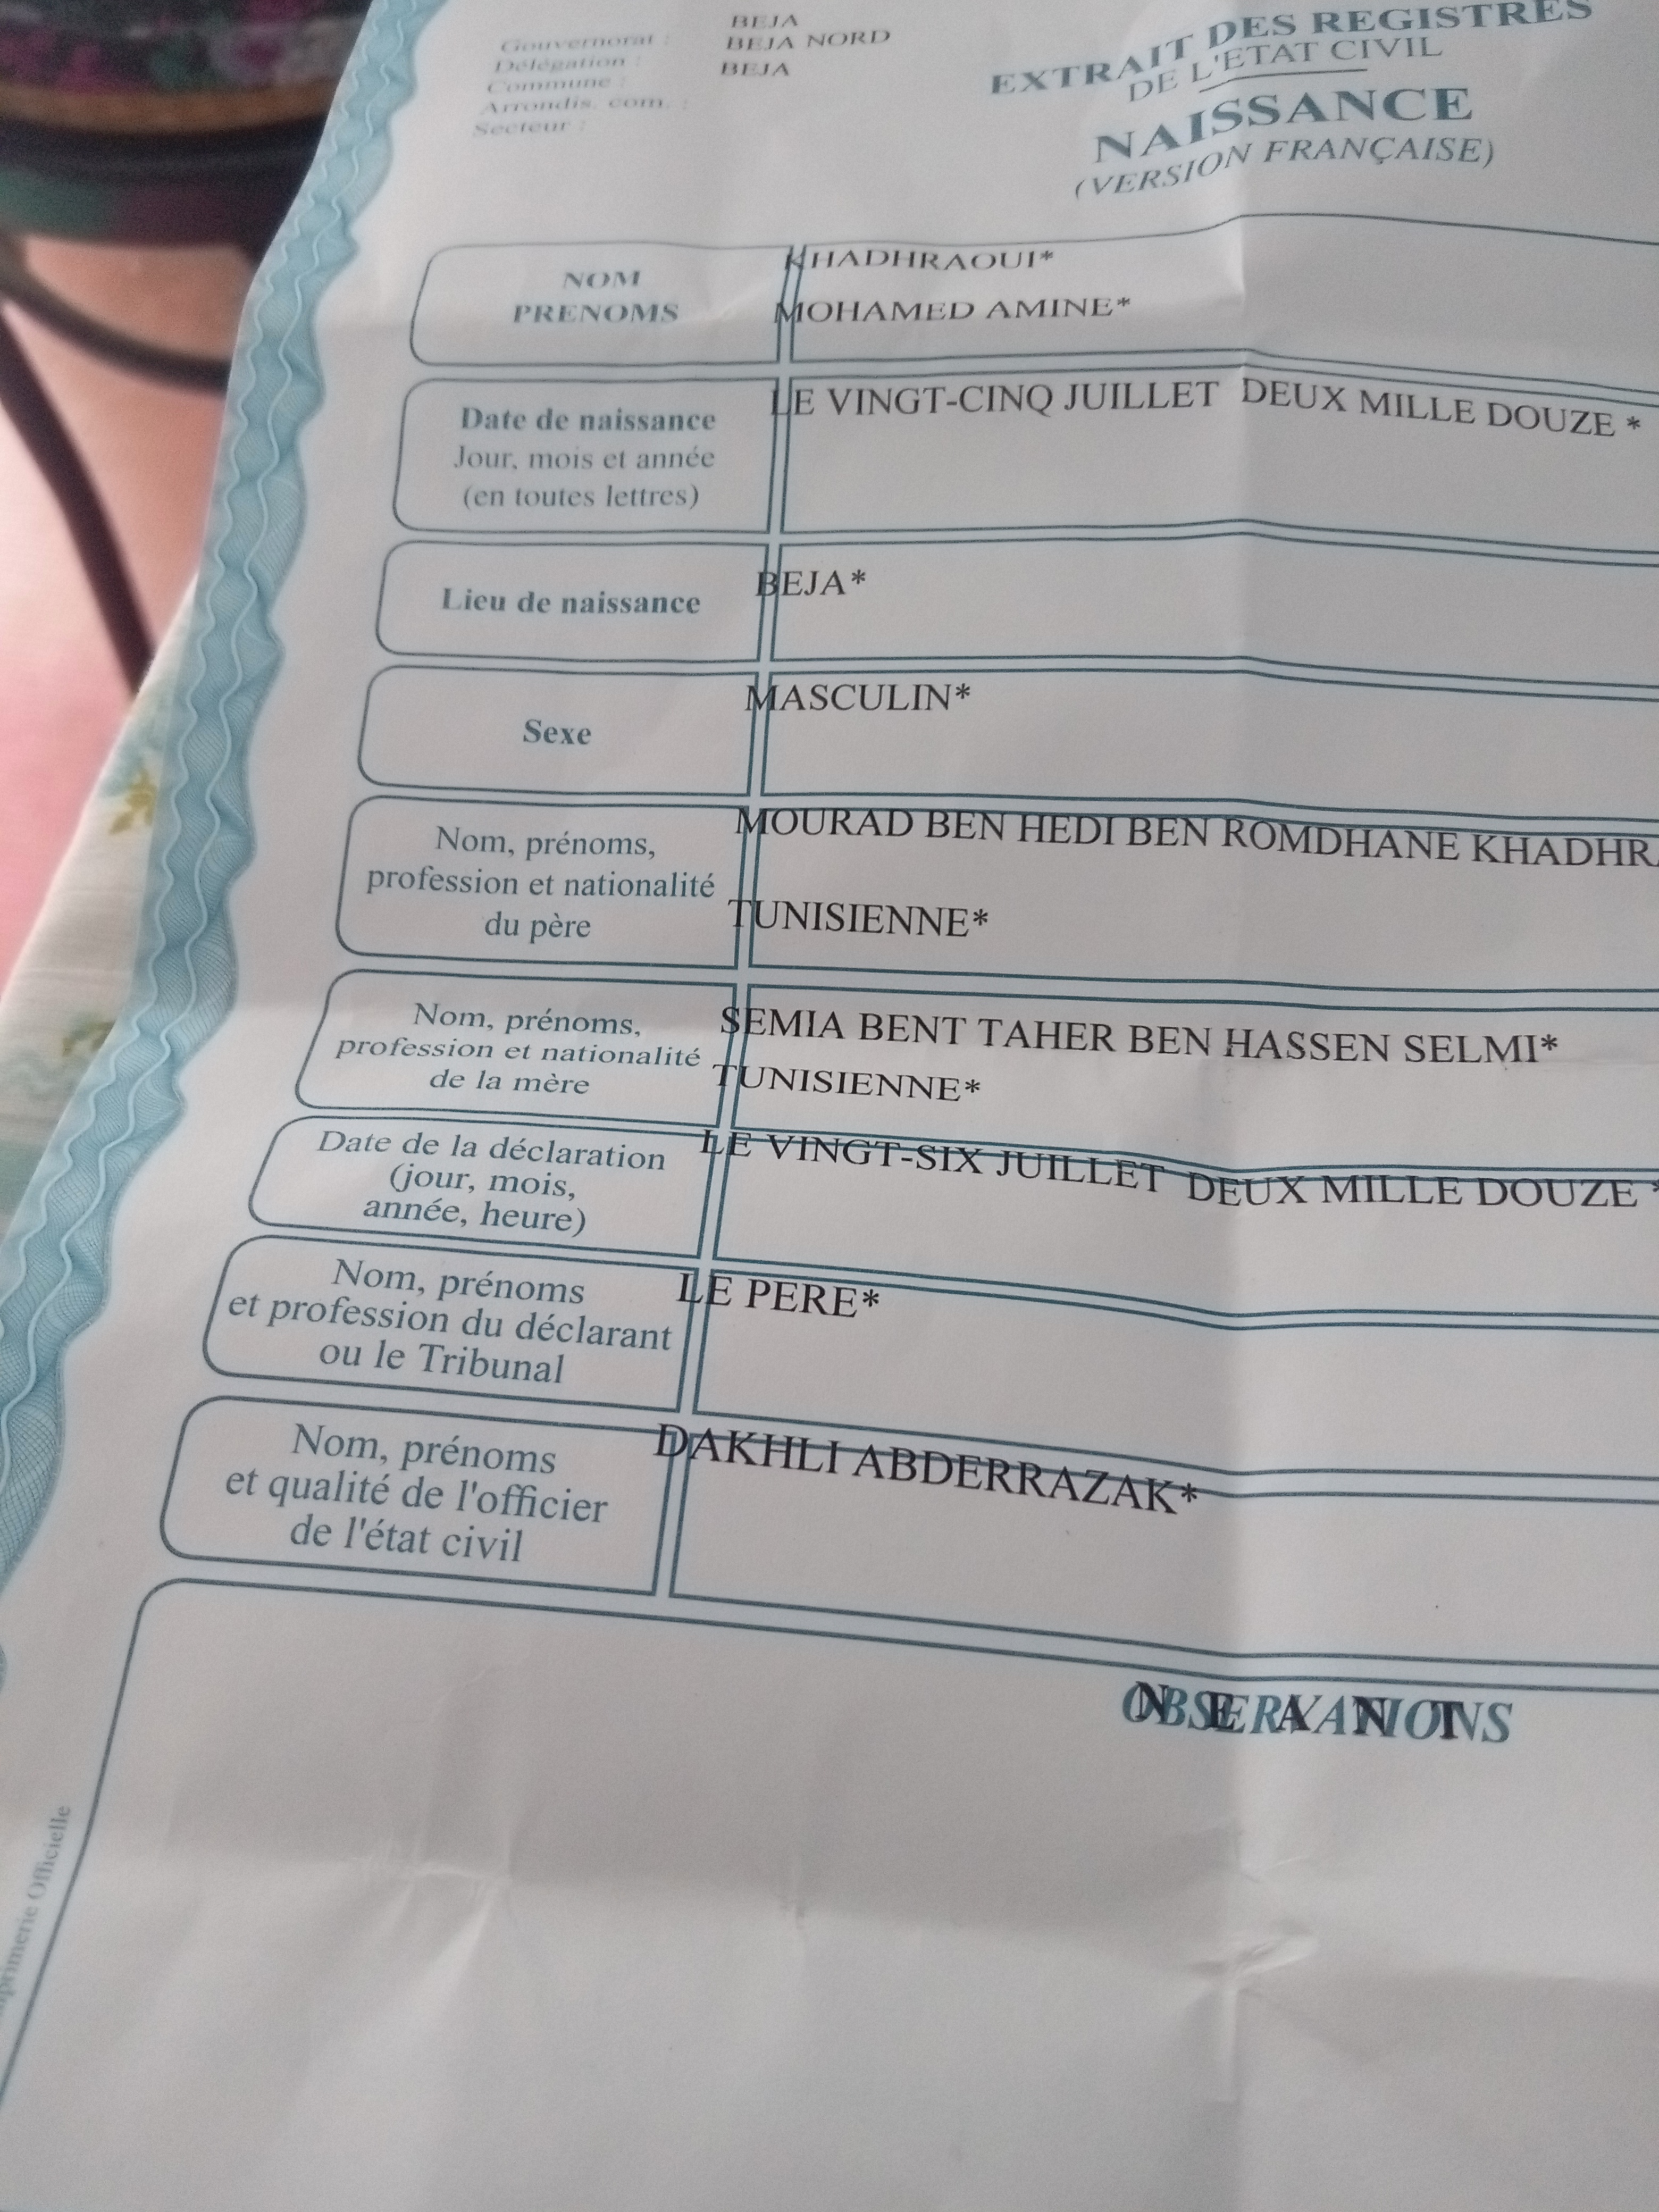 BEJA
Gouvernorat :
BEJA NORD
Délégation :
BEJA
Commune :
Arrondis. com. :
Secteur :
EXTRAIT DES REGISTRES
DE L'ETAT CIVIL
NAISSANCE
(VERSION FRANÇAISE)
NOM
PRENOMS
KHADHRAOUI*
MOHAMED AMINE*
Date de naissance
Jour, mois et année
(en toutes lettres)
LE VINGT-CINQ JUILLET DEUX MILLE DOUZE *
Lieu de naissance
BEJA*
Sexe
MASCULIN*
Nom, prénoms,
profession et nationalité
du père
MOURAD BEN HEDI BEN ROMDHANE KHADHR
TUNISIENNE*
Nom, prénoms,
profession et nationalité
de la mère
SEMIA BENT TAHER BEN HASSEN SELMI*
TUNISIENNE*
Date de la déclaration
(jour, mois,
année, heure)
LE VINGT-SIX JUILLET DEUX MILLE DOUZE *
Nom, prénoms
et profession du déclarant
ou le Tribunal
LE PERE*
Nom, prénoms
et qualité de l'officier
de l'état civil
DAKHLI ABDERRAZAK*
OBSERVATIONS
NEANT
Officielle